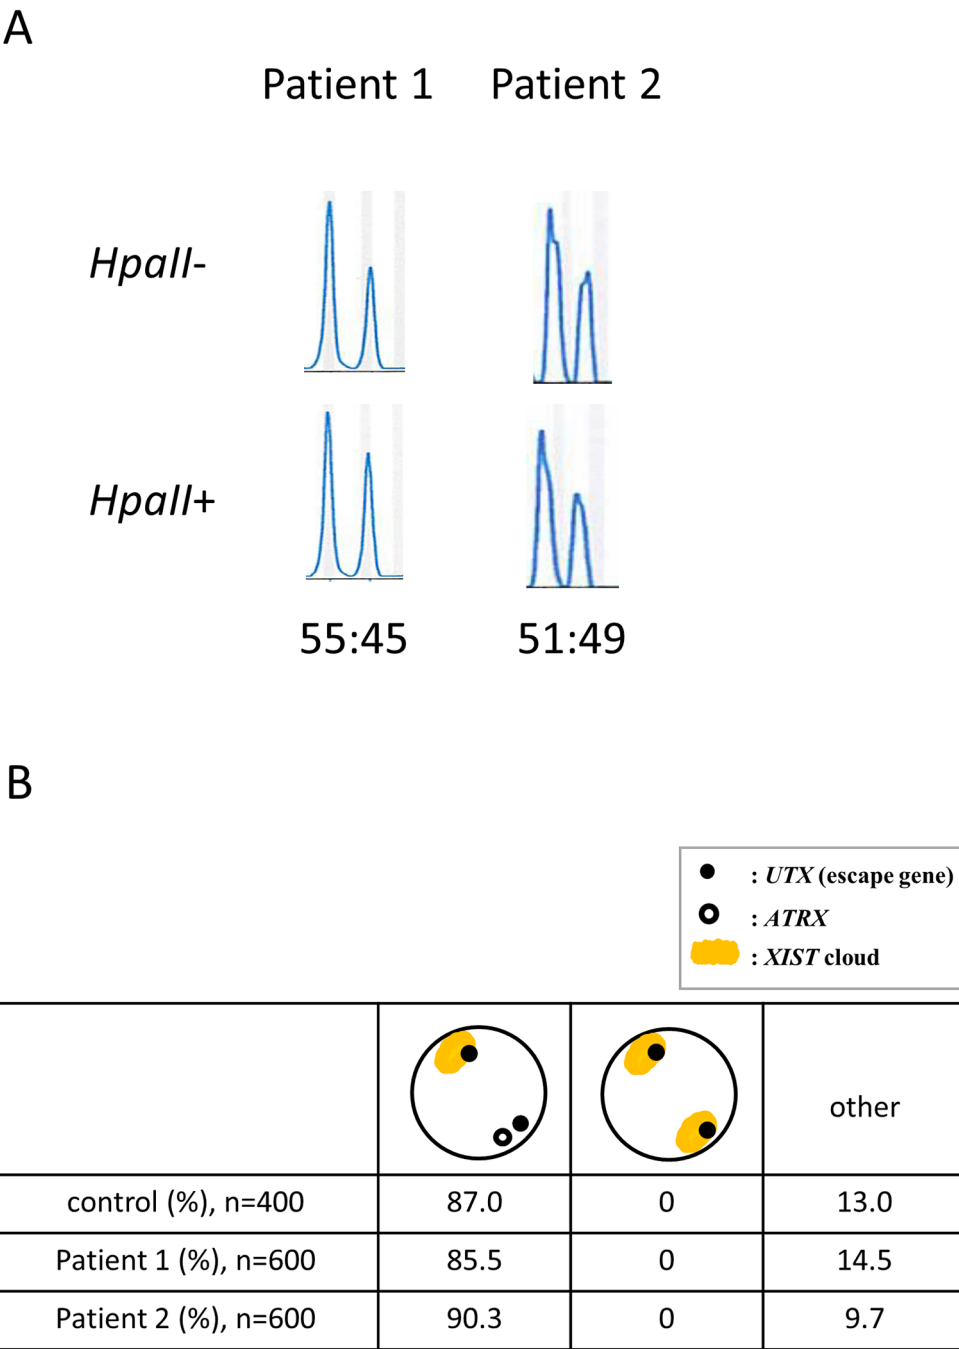 A
Patient 1 Patient 2
HpaII-
HpaII+
55:45 51:49
B
: UTX (escape gene)
: ATRX
: XIST cloud
other
control (%), n=400 87.0 0 13.0
Patient 1 (%), n=600 85.5 0 14.5
Patient 2 (%), n=600 90.3 0 9.7